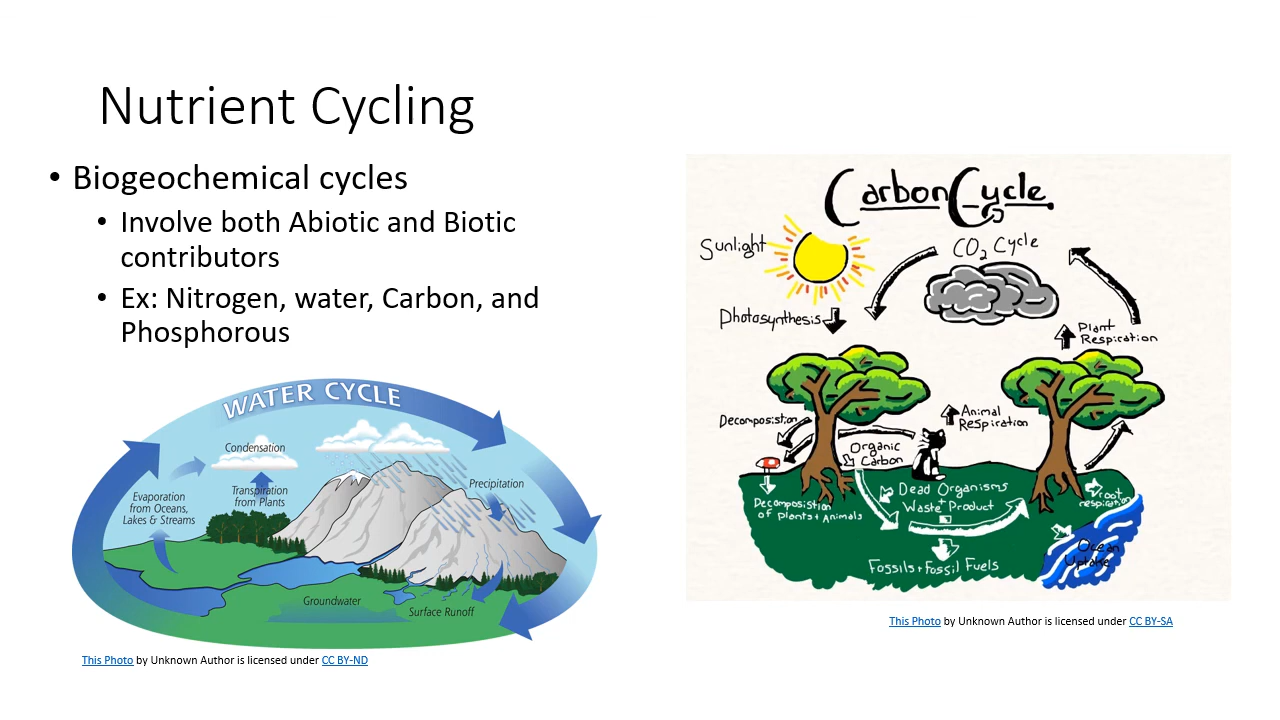 Nutrient Cycling
• Biogeochemical cycles
• Involve both Abiotic and Biotic
contributors
• Ex: Nitrogen, water, Carbon, and
Phosphorous
WATER CYCLE
Condensation
Precipitation
Evaporation
from Oceans,
Lakes & Streams
Transpiration
from Plants
Groundwater
Surface Runoff
This Photo by Unknown Author is licensed under CC BY-ND
Carbon Cycle.
Sunlight
CO2 Cycle
Photosynthesis
Plant
Respiration
Decomposistion
Animal
Respiration
Organic
Carbon
Dead Organisms
+
Waste Product
Decomposistion
of Plants + Animals
root
respiration
Ocean
Uptake
Fossils + Fossil Fuels
This Photo by Unknown Author is licensed under CC BY-SA